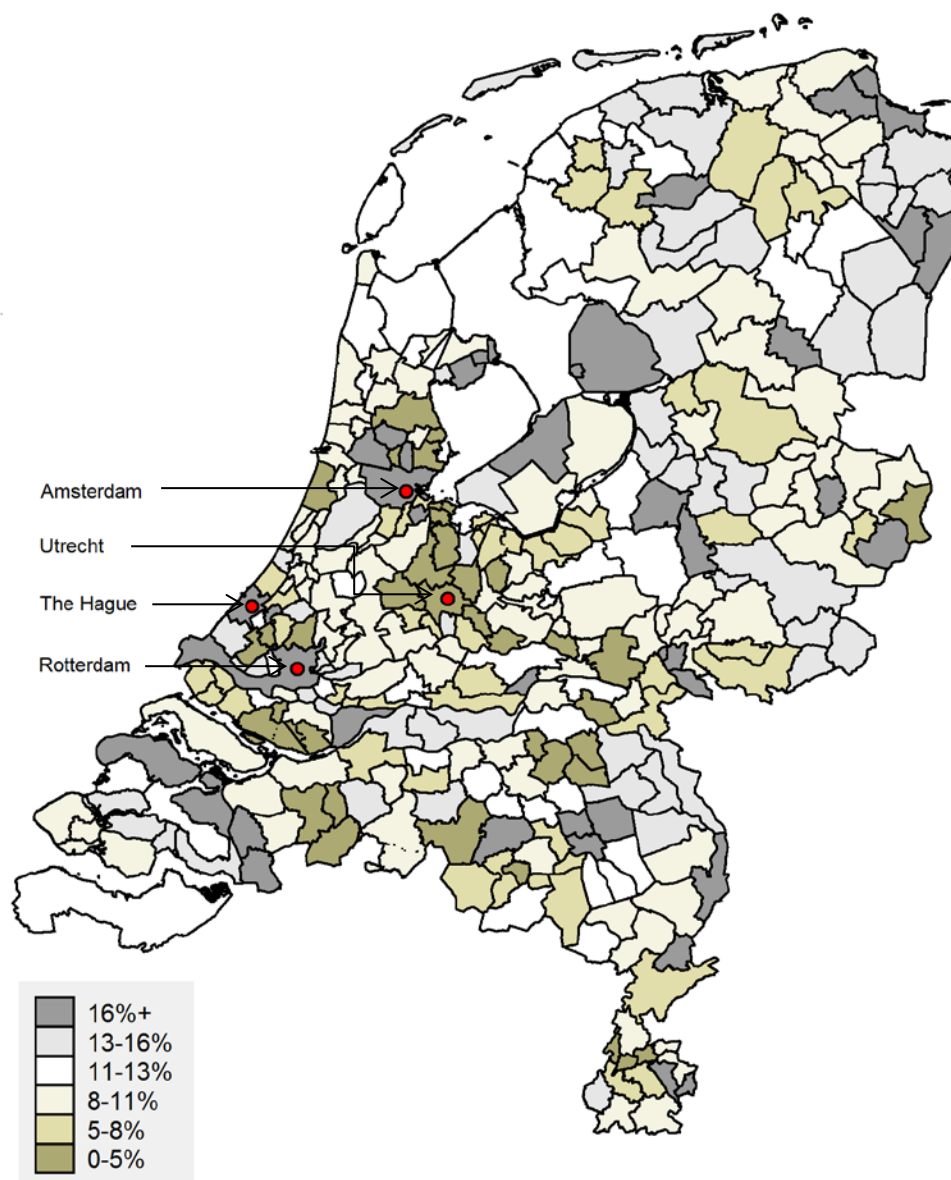 Amsterdam
Utrecht
The Hague
Rotterdam
16%+
13-16%
11-13%
8-11%
5-8%
0-5%